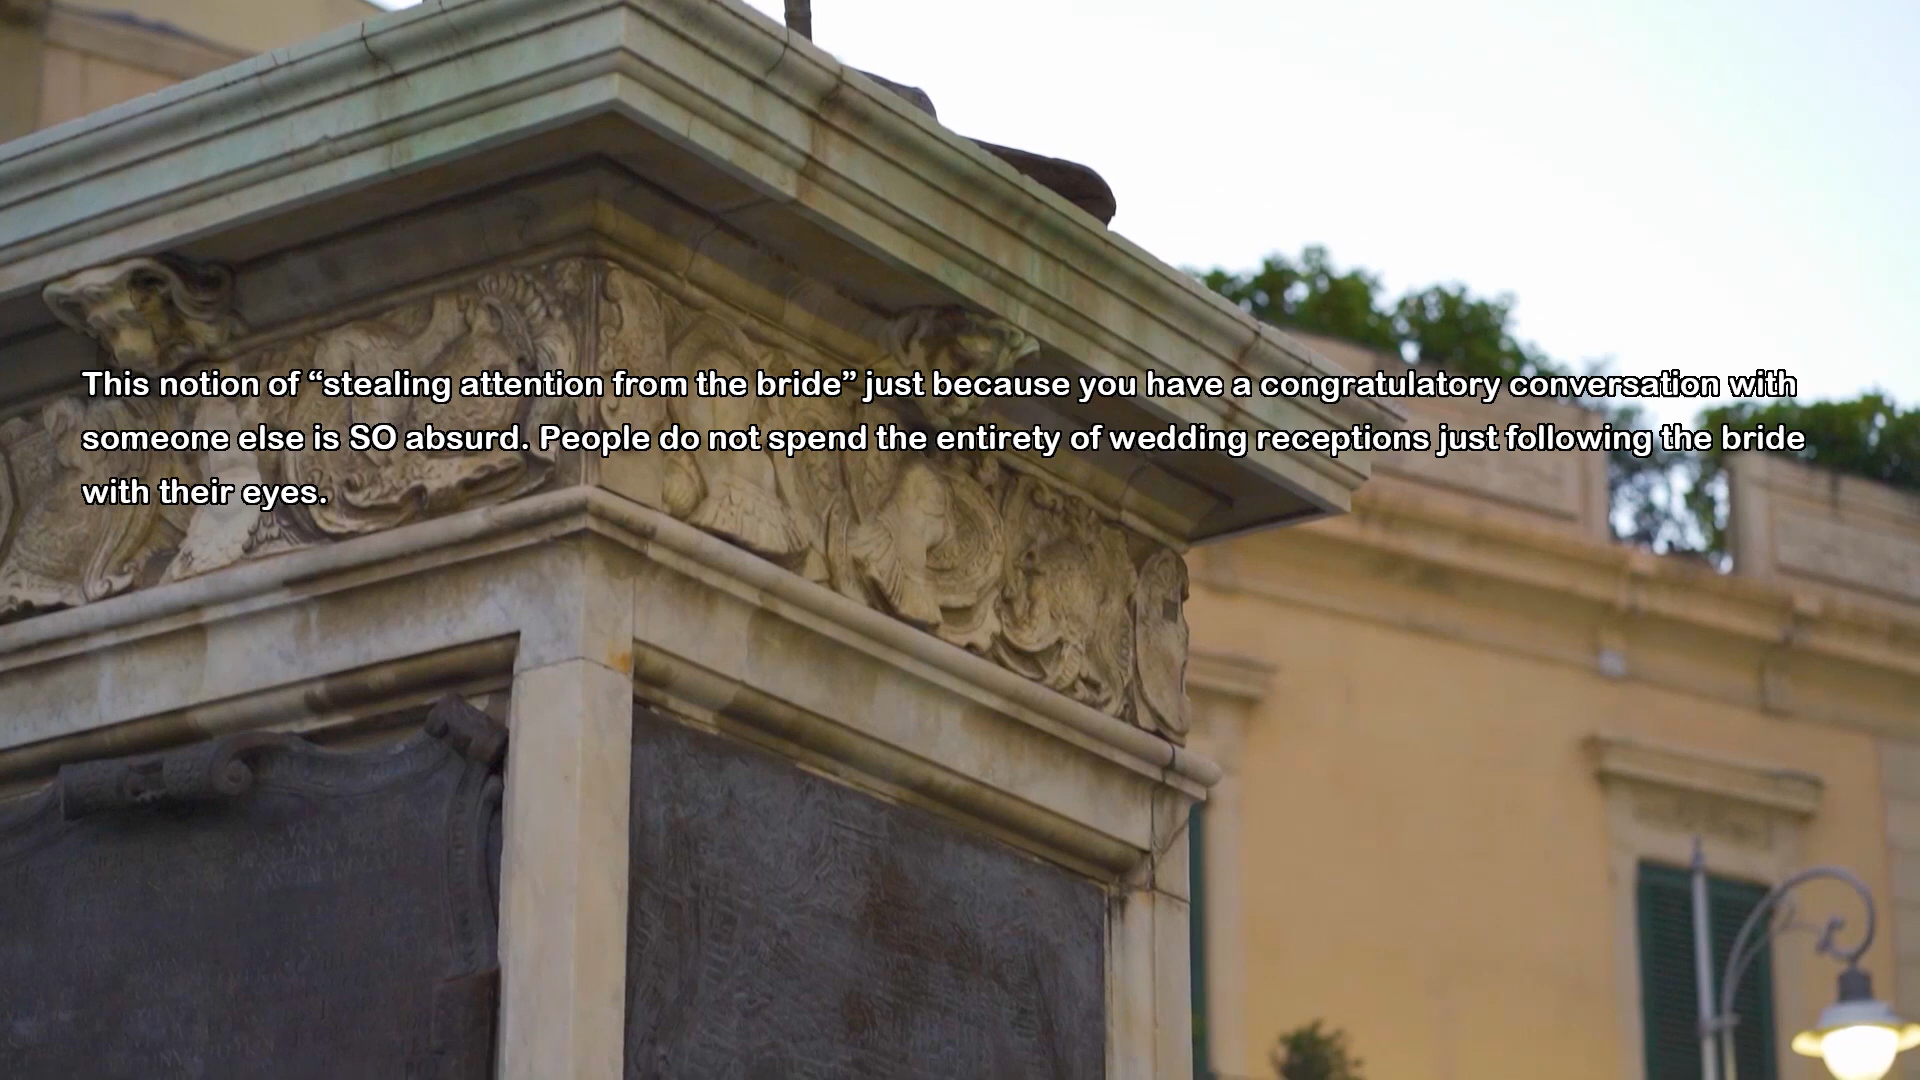 This notion of “stealing attention from the bride” just because you have a congratulatory conversation with
someone else is SO absurd. People do not spend the entirety of wedding receptions just following the bride
with their eyes.